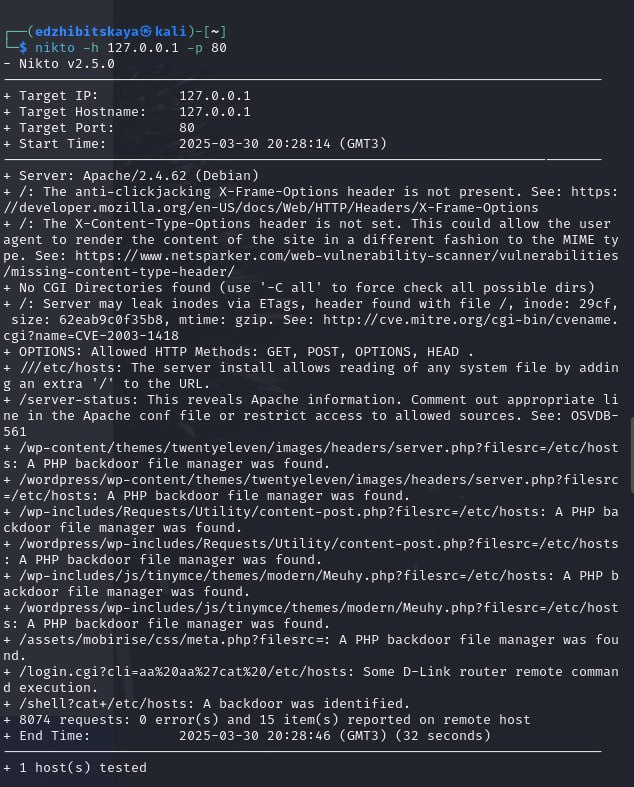 ┌──(edzhibitskaya㉿kali)-[~]
└─$ nikto -h 127.0.0.1 -p 80
- Nikto v2.5.0
+ Target IP:          127.0.0.1
+ Target Hostname:    127.0.0.1
+ Target Port:        80
+ Start Time:         2025-03-30 20:28:14 (GMT3)
+ Server: Apache/2.4.62 (Debian)
+ /: The anti-clickjacking X-Frame-Options header is not present. See: https:
//developer.mozilla.org/en-US/docs/Web/HTTP/Headers/X-Frame-Options
+ /: The X-Content-Type-Options header is not set. This could allow the user
agent to render the content of the site in a different fashion to the MIME ty
pe. See: https://www.netsparker.com/web-vulnerability-scanner/vulnerabilities
/missing-content-type-header/
+ No CGI Directories found (use '-C all' to force check all possible dirs)
+ /: Server may leak inodes via ETags, header found with file /, inode: 29cf,
 size: 62eab9c0f35b8, mtime: gzip. See: http://cve.mitre.org/cgi-bin/cvename.
cgi?name=CVE-2003-1418
+ OPTIONS: Allowed HTTP Methods: GET, POST, OPTIONS, HEAD .
+ ///etc/hosts: The server install allows reading of any system file by addin
g an extra '/' to the URL.
+ /server-status: This reveals Apache information. Comment out appropriate li
ne in the Apache conf file or restrict access to allowed sources. See: OSVDB-
561
+ /wp-content/themes/twentyeleven/images/headers/server.php?filesrc=/etc/host
s: A PHP backdoor file manager was found.
+ /wordpress/wp-content/themes/twentyeleven/images/headers/server.php?filesrc
=/etc/hosts: A PHP backdoor file manager was found.
+ /wp-includes/Requests/Utility/content-post.php?filesrc=/etc/hosts: A PHP ba
ckdoor file manager was found.
+ /wordpress/wp-includes/Requests/Utility/content-post.php?filesrc=/etc/hosts
: A PHP backdoor file manager was found.
+ /wp-includes/js/tinymce/themes/modern/Meuhy.php?filesrc=/etc/hosts: A PHP b
ackdoor file manager was found.
+ /wordpress/wp-includes/js/tinymce/themes/modern/Meuhy.php?filesrc=/etc/host
s: A PHP backdoor file manager was found.
+ /assets/mobirise/css/meta.php?filesrc=: A PHP backdoor file manager was fou
nd.
+ /login.cgi?cli=aa%20aa%27cat%20/etc/hosts: Some D-Link router remote comman
d execution.
+ /shell?cat+/etc/hosts: A backdoor was identified.
+ 8074 requests: 0 error(s) and 15 item(s) reported on remote host
+ End Time:           2025-03-30 20:28:46 (GMT3) (32 seconds)
+ 1 host(s) tested